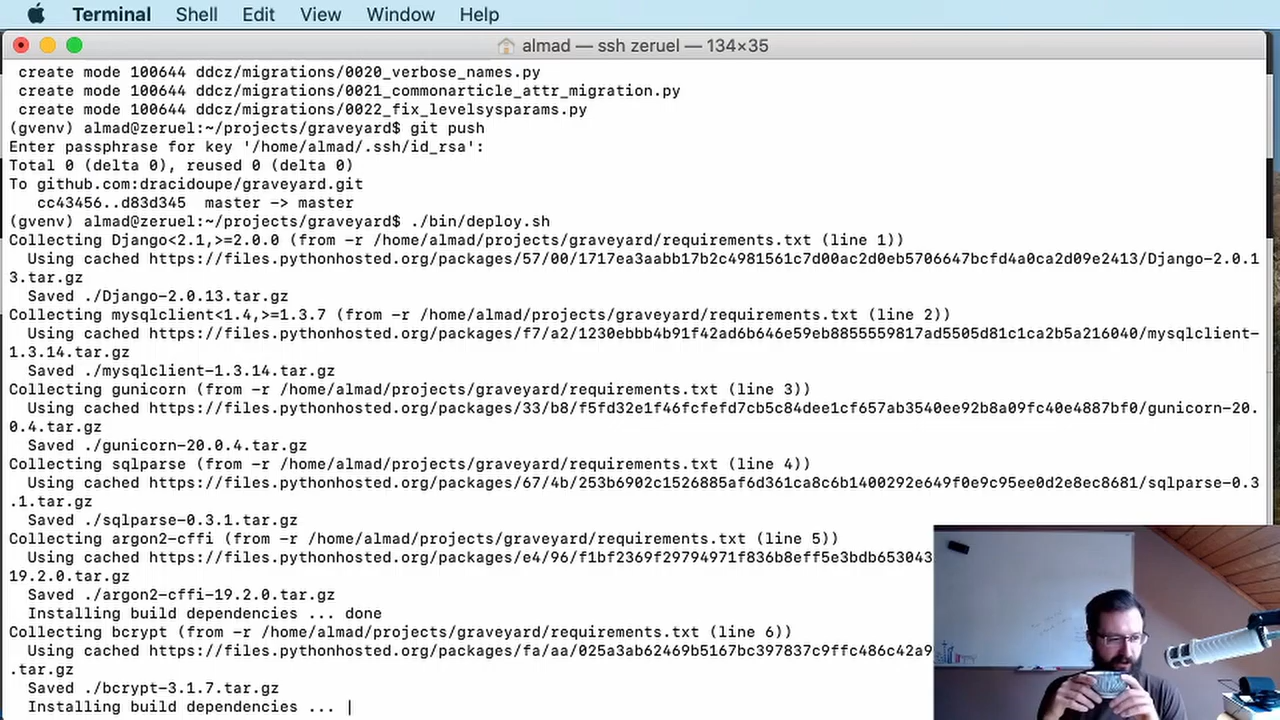 Terminal Shell Edit View Window Help
almad — ssh zeruel — 134×35
create mode 100644 ddcz/migrations/0020_verbose_names.py
create mode 100644 ddcz/migrations/0021_commonarticle_attr_migration.py
create mode 100644 ddcz/migrations/0022_fix_levelsysparams.py
(gvenv) almad@zeruel:~/projects/graveyard$ git push
Enter passphrase for key '/home/almad/.ssh/id_rsa':
Total 0 (delta 0), reused 0 (delta 0)
To github.com:dracidoupe/graveyard.git
cc43456..d83d345  master -> master
(gvenv) almad@zeruel:~/projects/graveyard$ ./bin/deploy.sh
Collecting Django<2.1,>=2.0.0 (from -r /home/almad/projects/graveyard/requirements.txt (line 1))
Using cached https://files.pythonhosted.org/packages/57/00/1717ea3aabb17b2c4981561c7d00ac2d0eb5706647bcfd4a0ca2d09e2413/Django-2.0.1
3.tar.gz
Saved ./Django-2.0.13.tar.gz
Collecting mysqlclient<1.4,>=1.3.7 (from -r /home/almad/projects/graveyard/requirements.txt (line 2))
Using cached https://files.pythonhosted.org/packages/f7/a2/1230ebbb4b91f42ad6b646e59eb8855559817ad5505d81c1ca2b5a216040/mysqlclient-
1.3.14.tar.gz
Saved ./mysqlclient-1.3.14.tar.gz
Collecting gunicorn (from -r /home/almad/projects/graveyard/requirements.txt (line 3))
Using cached https://files.pythonhosted.org/packages/33/b8/f5fd32e1f46fcfefd7cb5c84dee1cf657ab3540ee92b8a09fc40e4887bf0/gunicorn-20.
0.4.tar.gz
Saved ./gunicorn-20.0.4.tar.gz
Collecting sqlparse (from -r /home/almad/projects/graveyard/requirements.txt (line 4))
Using cached https://files.pythonhosted.org/packages/67/4b/253b6902c1526885af6d361ca8c6b1400292e649f0e9c95ee0d2e8ec8681/sqlparse-0.3
.1.tar.gz
Saved ./sqlparse-0.3.1.tar.gz
Collecting argon2-cffi (from -r /home/almad/projects/graveyard/requirements.txt (line 5))
Using cached https://files.pythonhosted.org/packages/e4/96/f1bf2369f29794971f836b8eff5e3bdb653043
19.2.0.tar.gz
Saved ./argon2-cffi-19.2.0.tar.gz
Installing build dependencies ... done
Collecting bcrypt (from -r /home/almad/projects/graveyard/requirements.txt (line 6))
Using cached https://files.pythonhosted.org/packages/fa/aa/025a3ab62469b5167bc397837c9ffc486c42a9
.tar.gz
Saved ./bcrypt-3.1.7.tar.gz
Installing build dependencies ... |